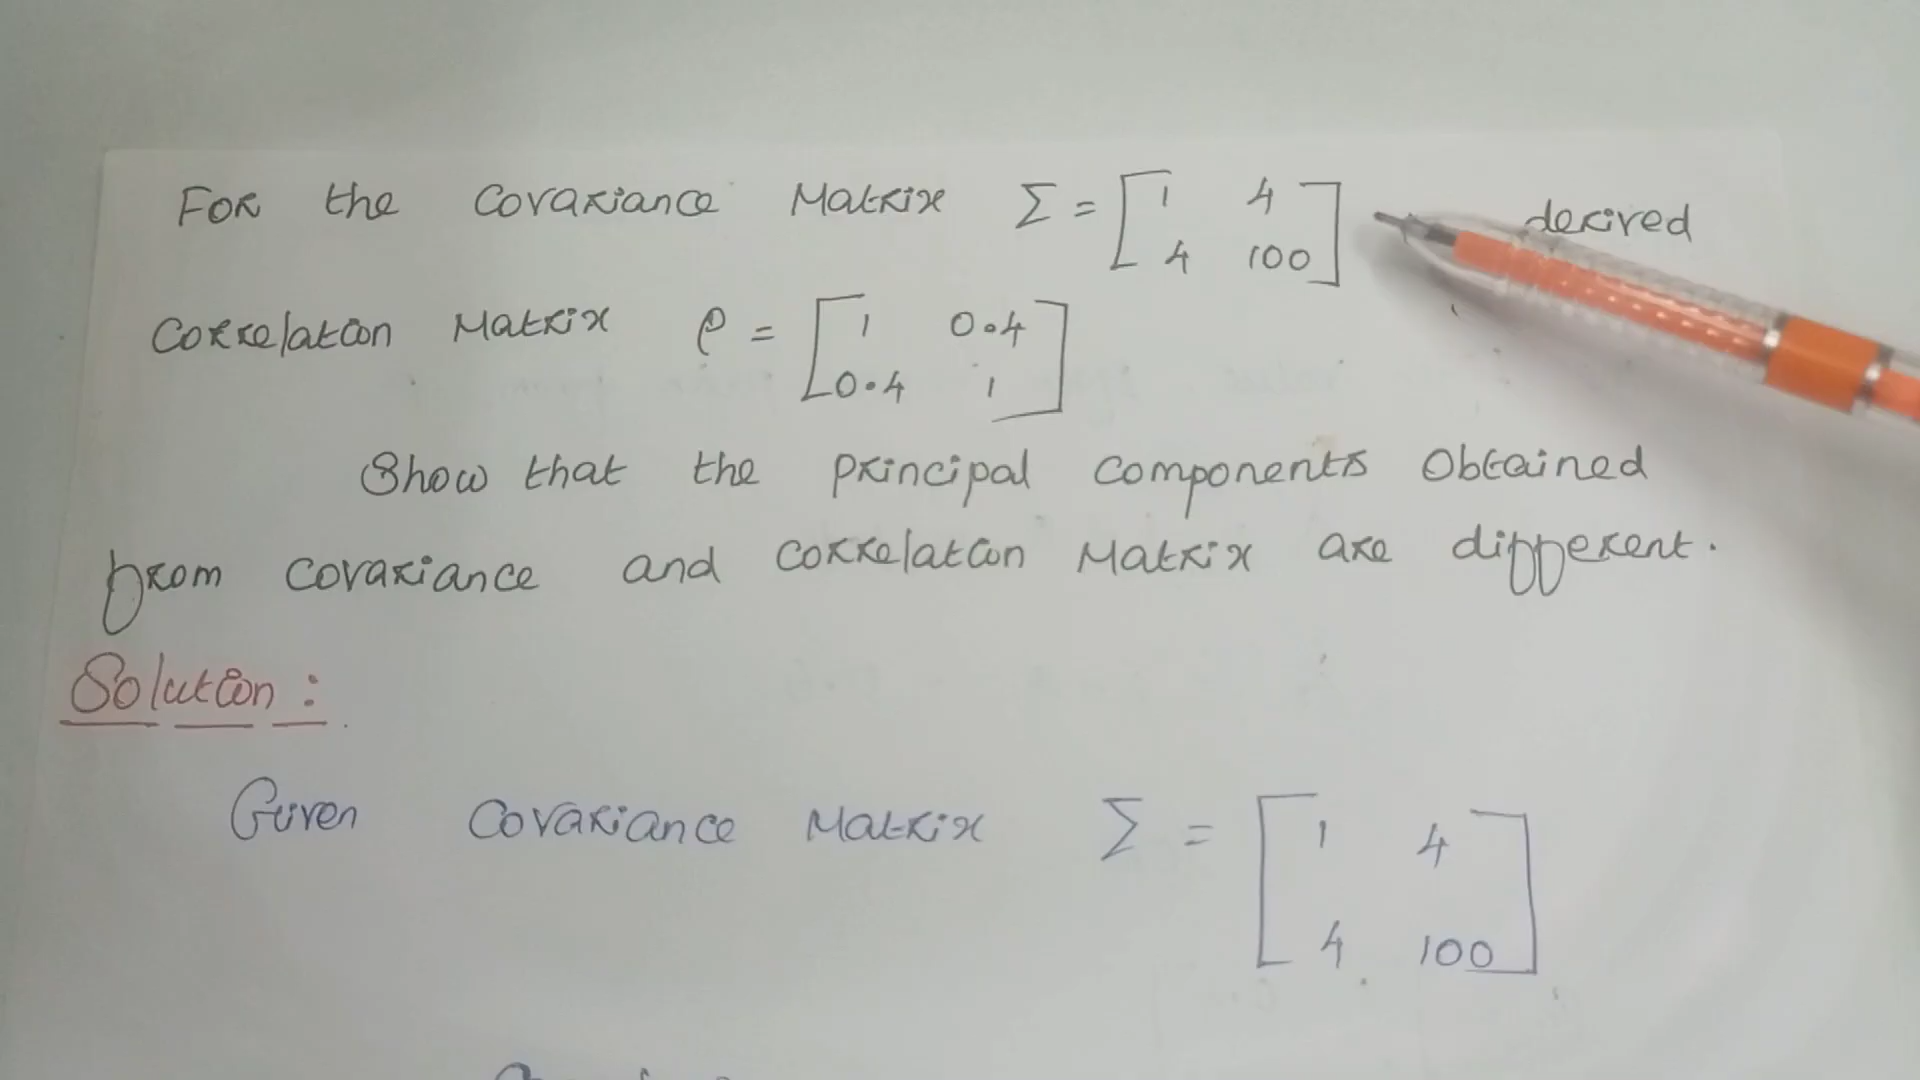 For the Covariance Matrix Σ = [1 4 4 100] derived
Correlation Matrix ρ = [1 0.4 0.4 1]
Show that the principal components Obtained
from covariance and correlation Matrix are different.
Solution :
Given Covariance Matrix Σ = [1 4 4 100]